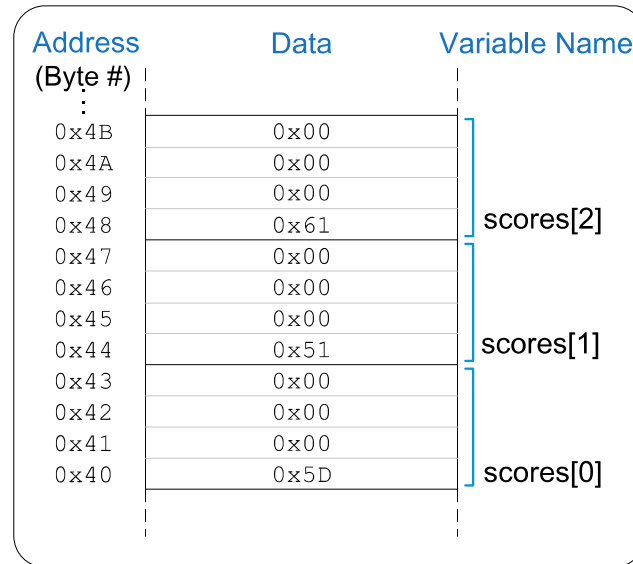 Address Data Variable Name
(Byte #)
0x4B 0x00
0x4A 0x00
0x49 0x00
0x48 0x61 scores[2]
0x47 0x00
0x46 0x00
0x45 0x00
0x44 0x51 scores[1]
0x43 0x00
0x42 0x00
0x41 0x00
0x40 0x5D scores[0]